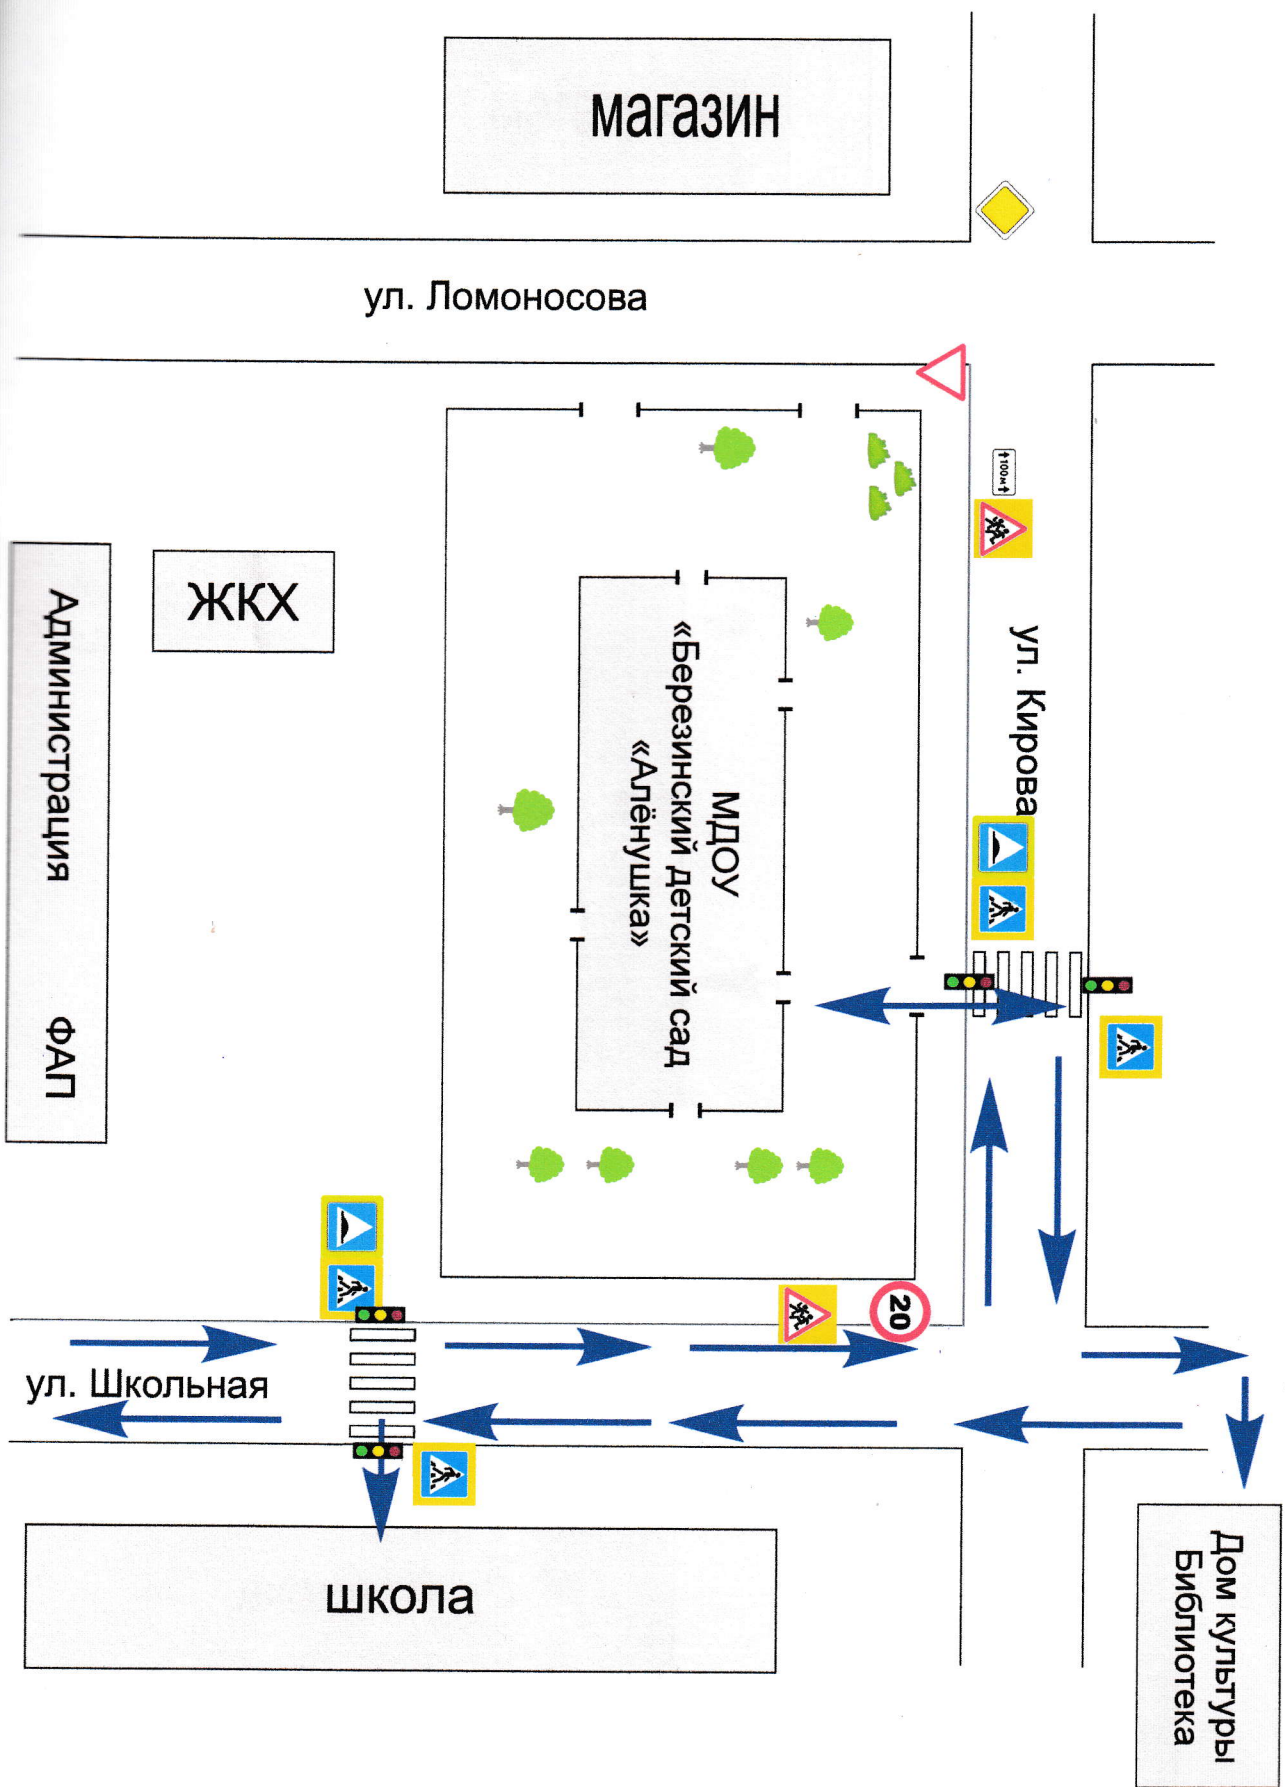 магазин
ул. Ломоносова
↑100м↑
ул. Кирова
ЖКХ
Администрация
ФАП
МДОУ
«Березинский детский сад
«Алёнушка»
20
ул. Школьная
школа
Дом культуры
Библиотека